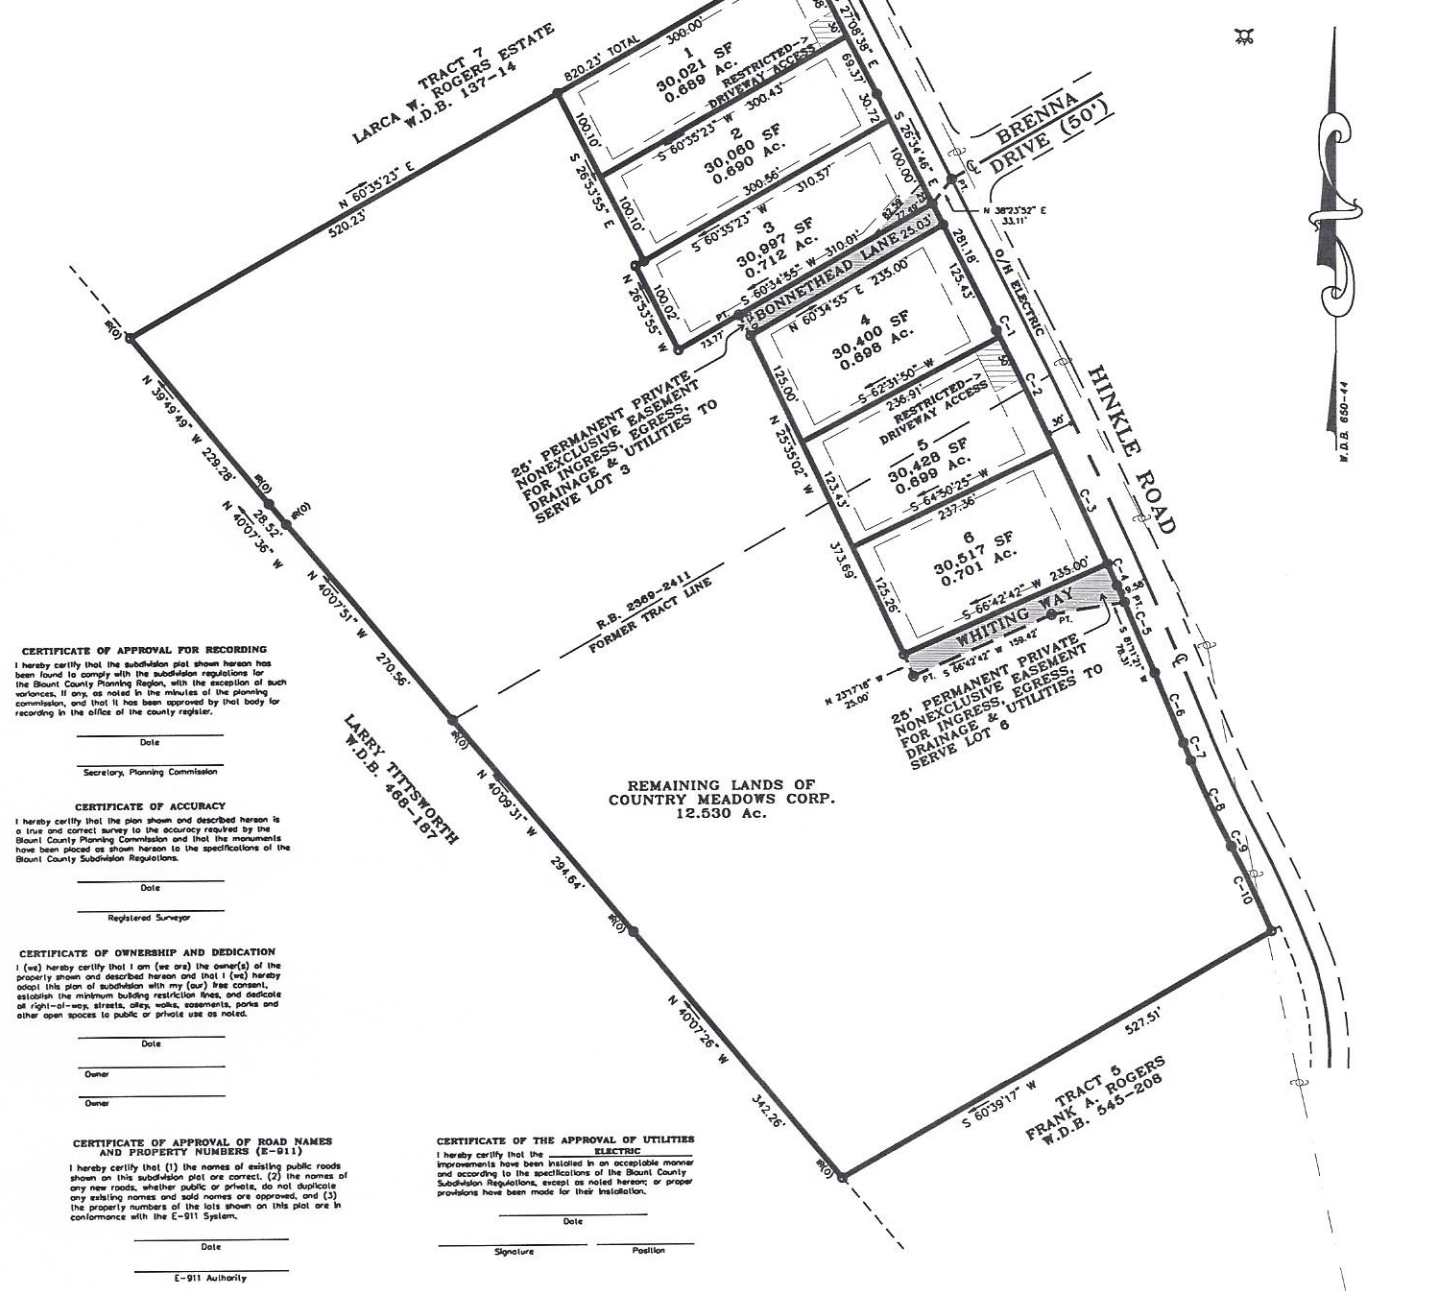 TRACT 7
LARCA W. ROGERS ESTATE
W.D.B. 137-14
820.23' TOTAL
300.00'
1
30,021 SF
0.689 Ac.
RESTRICTED-->
DRIVEWAY ACCESS
27°08'38" E
30'
69.37'
30.72
S 26°34'46" E
100.00'
100.10'
S 26°53'55" E
100.10'
S 60°35'23" W
300.43'
2
30,060 SF
0.690 Ac.
300.56'
S 60°35'23" W
310.57'
3
30,997 SF
0.712 Ac.
N 26°53'55" W
100.02'
73.77'
PT.
S 60°34'55" W
310.01'
BONNETHEAD LANE
25.03'
N 60°34'55" E
235.00'
BRENNA
DRIVE (50')
PT.
N 38°23'52" E
33.11'
281.18'
125.43'
O/H ELECTRIC
N 60°35'23" E
520.23'
IR(O)
N 39°49'49" W
229.28'
IR(O)
28.52'
IR(O)
N 40°07'36" W
N 40°07'51" W
270.56'
IR(O)
4
30,400 SF
0.698 Ac.
125.00'
N 25°35'02" W
S 62°31'50" W
236.91'
RESTRICTED-->
DRIVEWAY ACCESS
C-1
C-2
30'
5
30,428 SF
0.699 Ac.
123.43'
373.69'
S 64°50'25" W
237.36'
C-3
6
30,517 SF
0.701 Ac.
125.26'
S 66°42'42" W
235.00'
WHITING WAY
C-4
PT.
C-5
PT.
S 66°42'42" W
159.42'
PT.
S 81°11'21" W
78.31'
N 23°17'18" W
25.00'
HINKLE ROAD
W.D.B. 650-44
25' PERMANENT PRIVATE
NONEXCLUSIVE EASEMENT
FOR INGRESS, EGRESS,
DRAINAGE & UTILITIES TO
SERVE LOT 3
R.B. 2369-2411
FORMER TRACT LINE
25' PERMANENT PRIVATE
NONEXCLUSIVE EASEMENT
FOR INGRESS, EGRESS,
DRAINAGE & UTILITIES TO
SERVE LOT 6
C-6
C-7
C-8
C-9
C-10
REMAINING LANDS OF
COUNTRY MEADOWS CORP.
12.530 Ac.
LARRY TITTSWORTH
W.D.B. 468-187
N 40°09'31" W
294.64'
IR(O)
N 40°07'26" W
342.26'
IR(O)
S 60°39'17" W
527.51'
TRACT 5
FRANK A. ROGERS
W.D.B. 545-208
CERTIFICATE OF APPROVAL FOR RECORDING
I hereby certify that the subdivision plat shown hereon has
been found to comply with the subdivision regulations for
the Blount County Planning Region, with the exception of such
variances, if any, as noted in the minutes of the planning
commission, and that it has been approved by that body for
recording in the office of the county register.
Date
Secretary, Planning Commission
CERTIFICATE OF ACCURACY
I hereby certify that the plan shown and described hereon is
a true and correct survey to the accuracy required by the
Blount County Planning Commission and that the monuments
have been placed as shown hereon to the specifications of the
Blount County Subdivision Regulations.
Date
Registered Surveyor
CERTIFICATE OF OWNERSHIP AND DEDICATION
I (we) hereby certify that I am (we are) the owner(s) of the
property shown and described hereon and that I (we) hereby
adopt this plan of subdivision with my (our) free consent,
establish the minimum building restriction lines, and dedicate
all right-of-way, streets, alley, walks, easements, parks and
other open spaces to public or private use as noted.
Date
Owner
Owner
CERTIFICATE OF APPROVAL OF ROAD NAMES
AND PROPERTY NUMBERS (E-911)
I hereby certify that (1) the names of existing public roads
shown on this subdivision plat are correct, (2) the names of
any new roads, whether public or private, do not duplicate
any existing names and said names are approved, and (3)
the property numbers of the lots shown on this plat are in
conformance with the E-911 System.
Date
E-911 Authority
CERTIFICATE OF THE APPROVAL OF UTILITIES
I hereby certify that the ELECTRIC
improvements have been installed in an acceptable manner
and according to the specifications of the Blount County
Subdivision Regulations, except as noted hereon; or proper
provisions have been made for their installation.
Date
Signature Position